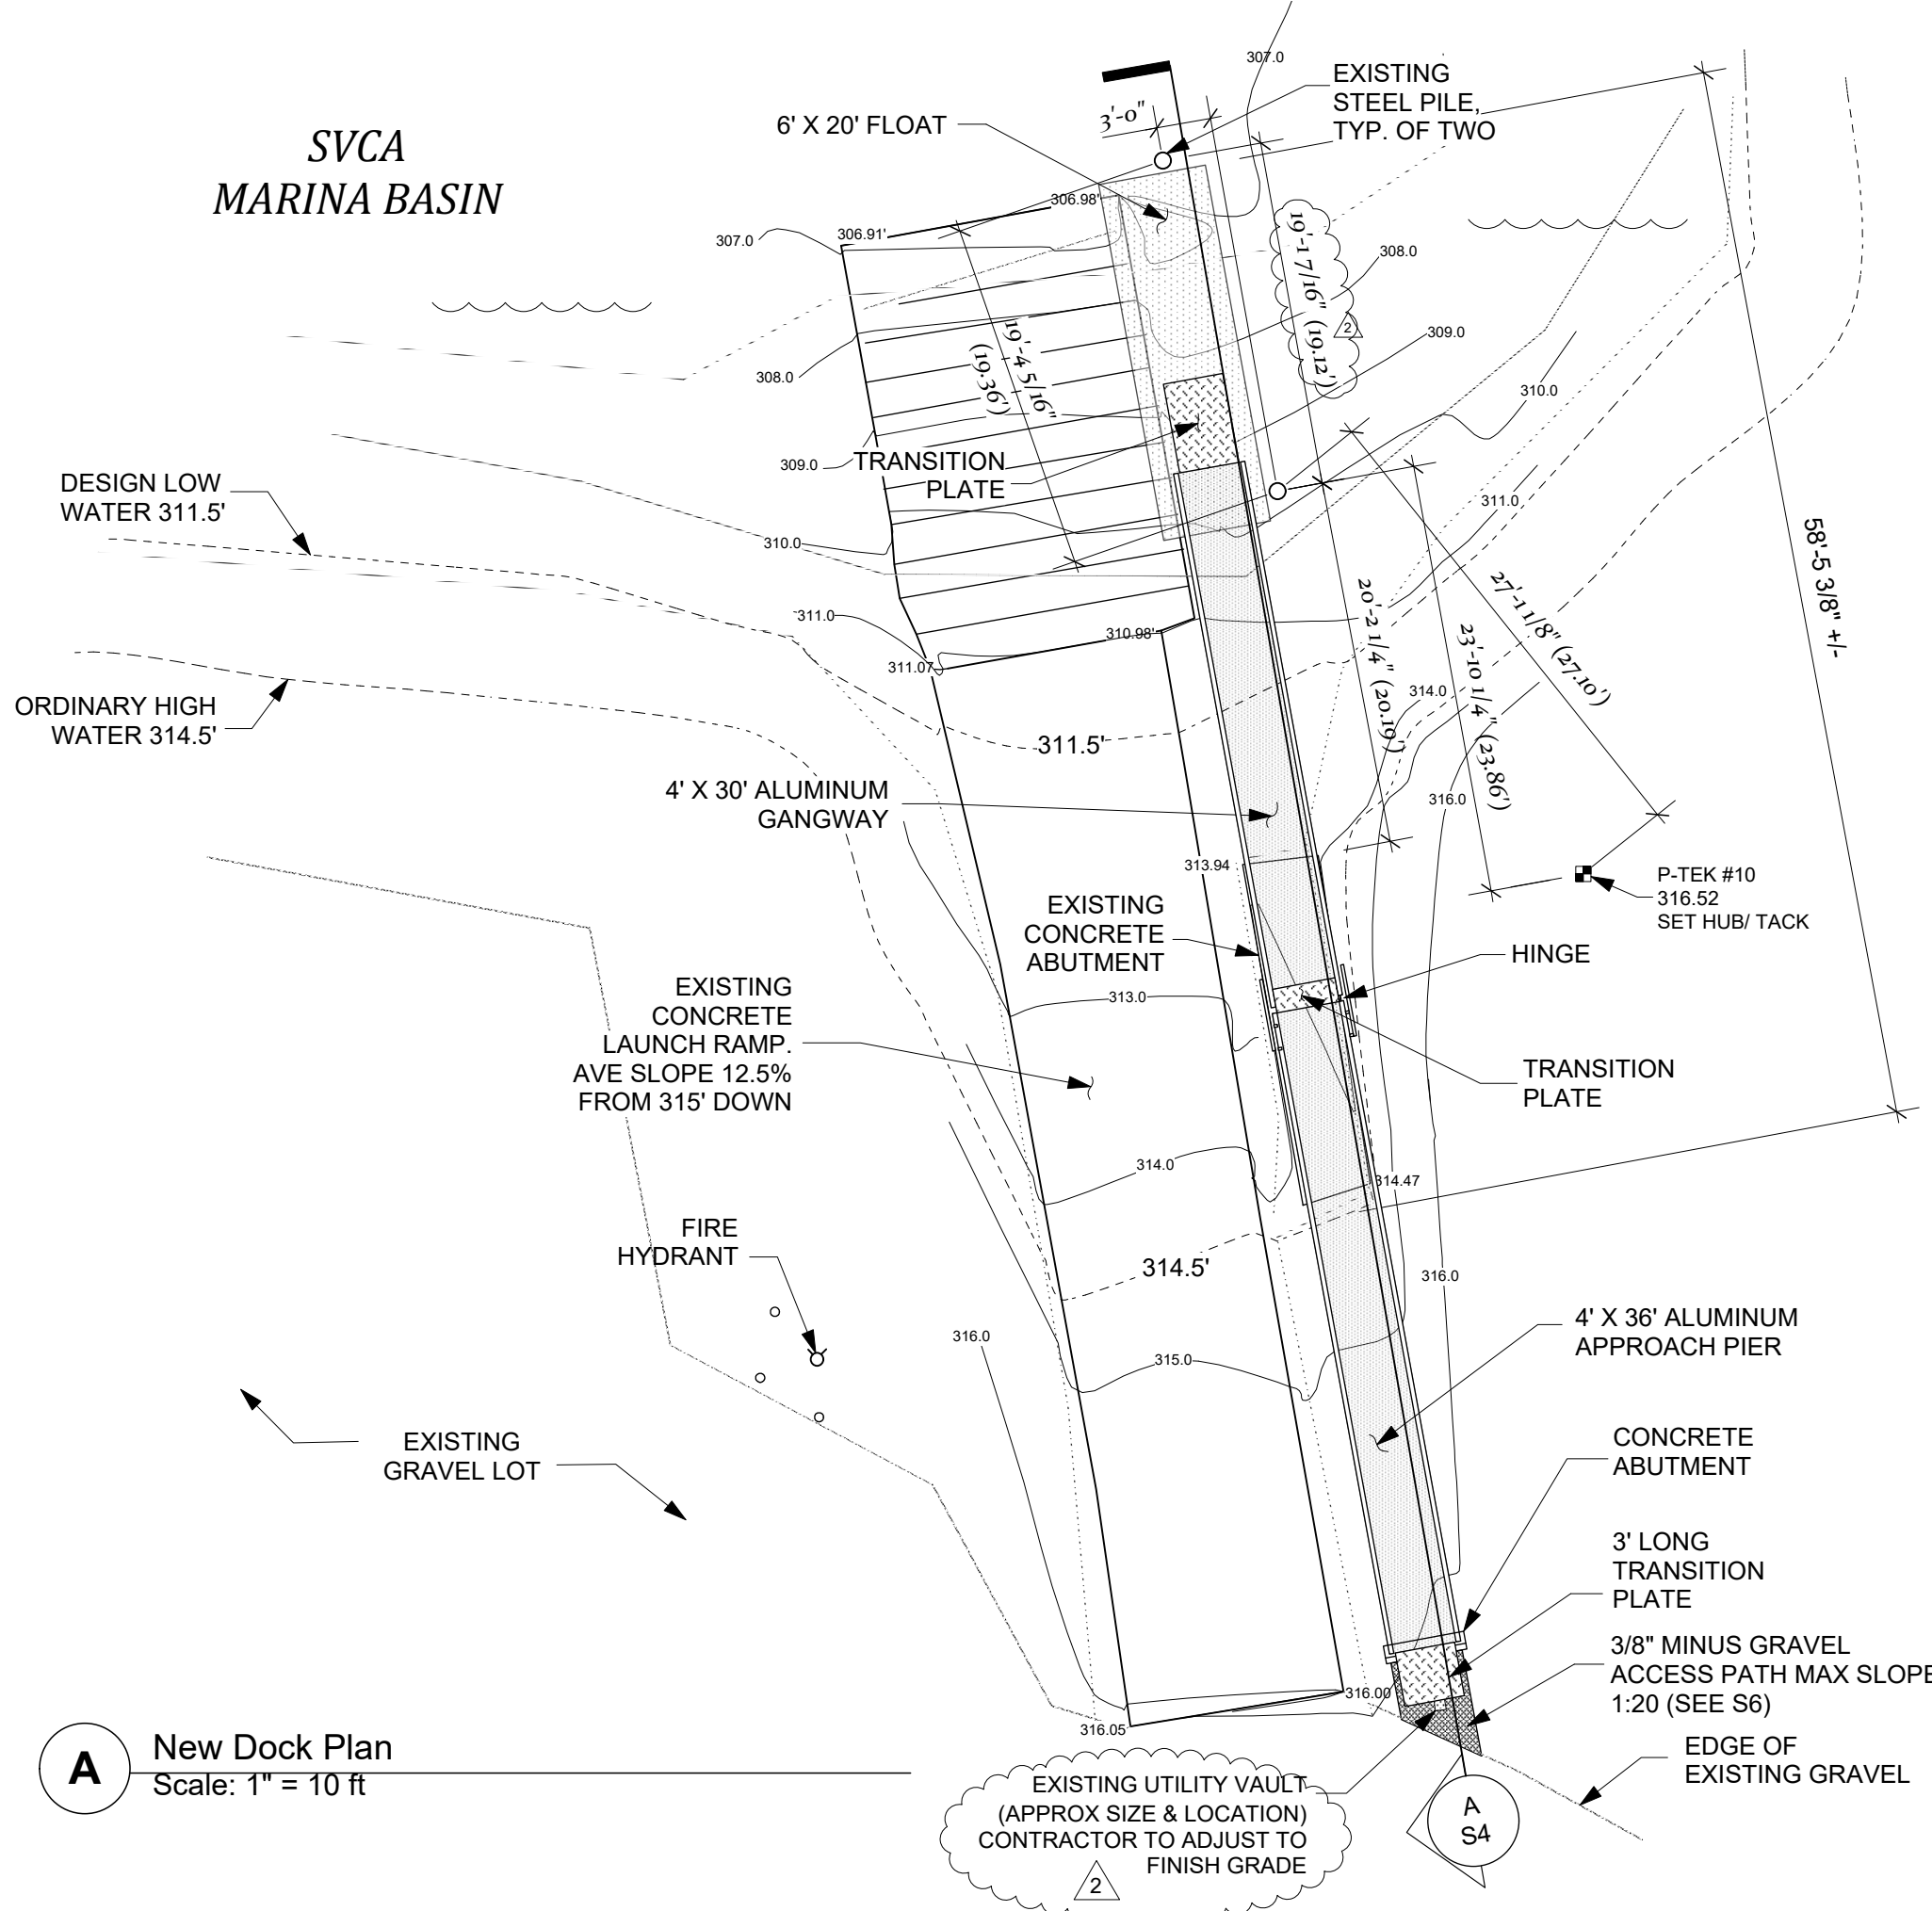 SVCA
MARINA BASIN
6' X 20' FLOAT
3'-0"
307.0
EXISTING
STEEL PILE,
TYP. OF TWO
306.98'
306.91'
307.0
19'-1 7/16" (19.12')
2
308.0
309.0
310.0
308.0
19'-4 5/16"
(19.36')
309.0
TRANSITION
PLATE
DESIGN LOW
WATER 311.5'
311.0
310.0
58'-5 3/8" +/-
27'-1 1/8" (27.10')
20'-2 1/4" (20.19')
23'-10 1/4" (23.86')
311.0
310.98'
311.07
ORDINARY HIGH
WATER 314.5'
314.0
311.5'
4' X 30' ALUMINUM
GANGWAY
316.0
313.94
P-TEK #10
316.52
SET HUB/ TACK
EXISTING
CONCRETE
ABUTMENT
HINGE
EXISTING
CONCRETE
LAUNCH RAMP.
AVE SLOPE 12.5%
FROM 315' DOWN
313.0
TRANSITION
PLATE
314.0
314.47
FIRE
HYDRANT
314.5'
316.0
316.0
4' X 36' ALUMINUM
APPROACH PIER
315.0
EXISTING
GRAVEL LOT
CONCRETE
ABUTMENT
3' LONG
TRANSITION
PLATE
3/8" MINUS GRAVEL
ACCESS PATH MAX SLOPE
1:20 (SEE S6)
316.00
316.05
EDGE OF
EXISTING GRAVEL
A
New Dock Plan
Scale: 1" = 10 ft
EXISTING UTILITY VAULT
(APPROX SIZE & LOCATION)
CONTRACTOR TO ADJUST TO
FINISH GRADE
2
A
S4